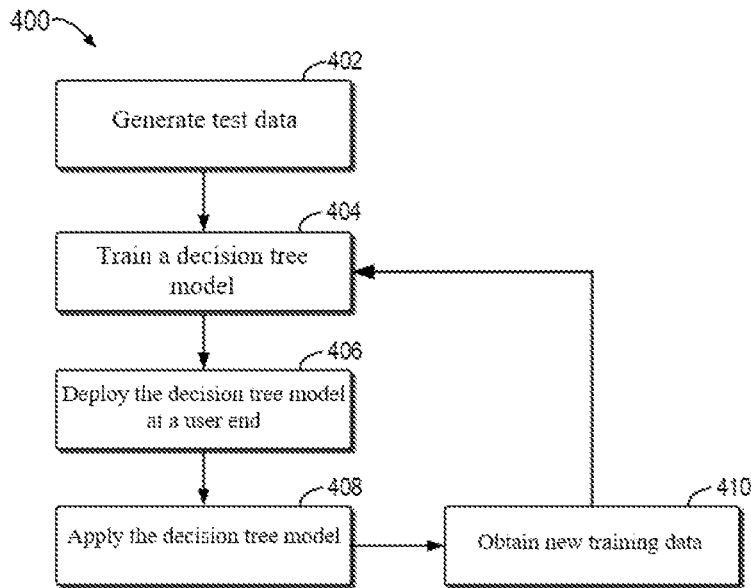 400
402
Generate test data
404
Train a decision tree
model
406
Deploy the decision tree model
at a user end
408
Apply the decision tree model
410
Obtain new training data